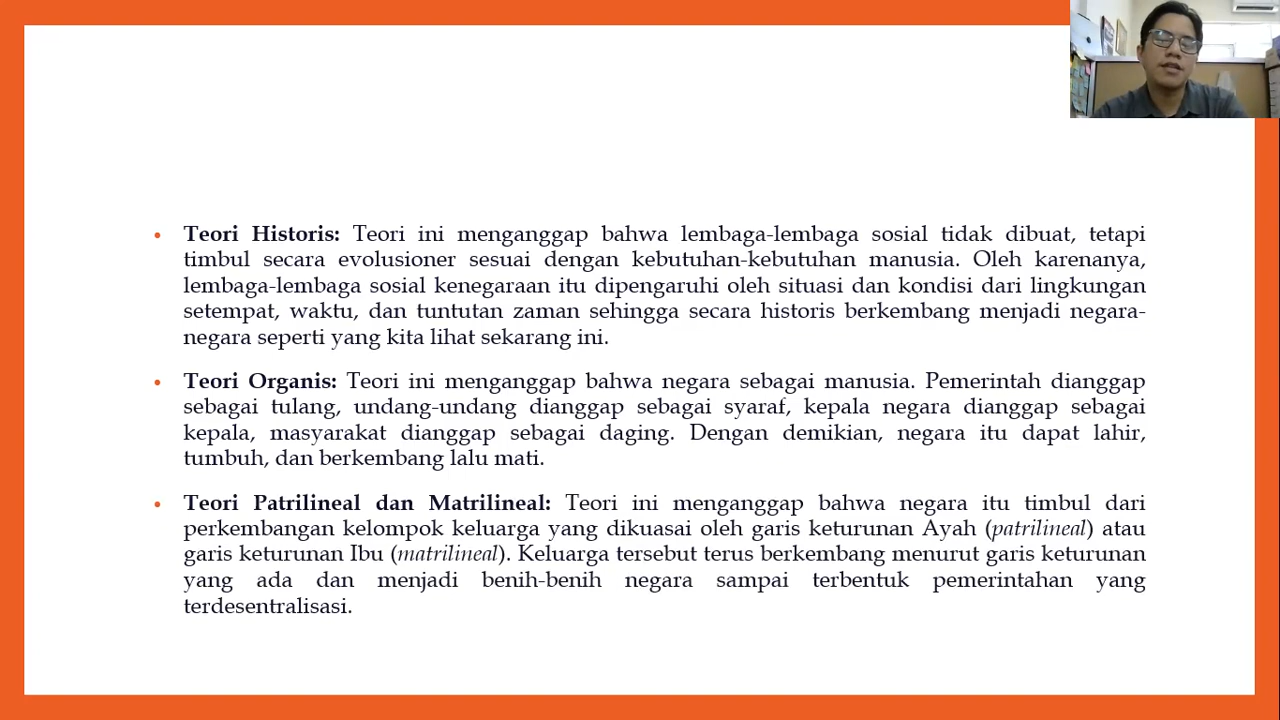 • Teori Historis: Teori ini menganggap bahwa lembaga-lembaga sosial tidak dibuat, tetapi
timbul secara evolusioner sesuai dengan kebutuhan-kebutuhan manusia. Oleh karenanya,
lembaga-lembaga sosial kenegaraan itu dipengaruhi oleh situasi dan kondisi dari lingkungan
setempat, waktu, dan tuntutan zaman sehingga secara historis berkembang menjadi negara-
negara seperti yang kita lihat sekarang ini.
• Teori Organis: Teori ini menganggap bahwa negara sebagai manusia. Pemerintah dianggap
sebagai tulang, undang-undang dianggap sebagai syaraf, kepala negara dianggap sebagai
kepala, masyarakat dianggap sebagai daging. Dengan demikian, negara itu dapat lahir,
tumbuh, dan berkembang lalu mati.
• Teori Patrilineal dan Matrilineal: Teori ini menganggap bahwa negara itu timbul dari
perkembangan kelompok keluarga yang dikuasai oleh garis keturunan Ayah (patrilineal) atau
garis keturunan Ibu (matrilineal). Keluarga tersebut terus berkembang menurut garis keturunan
yang ada dan menjadi benih-benih negara sampai terbentuk pemerintahan yang
terdesentralisasi.